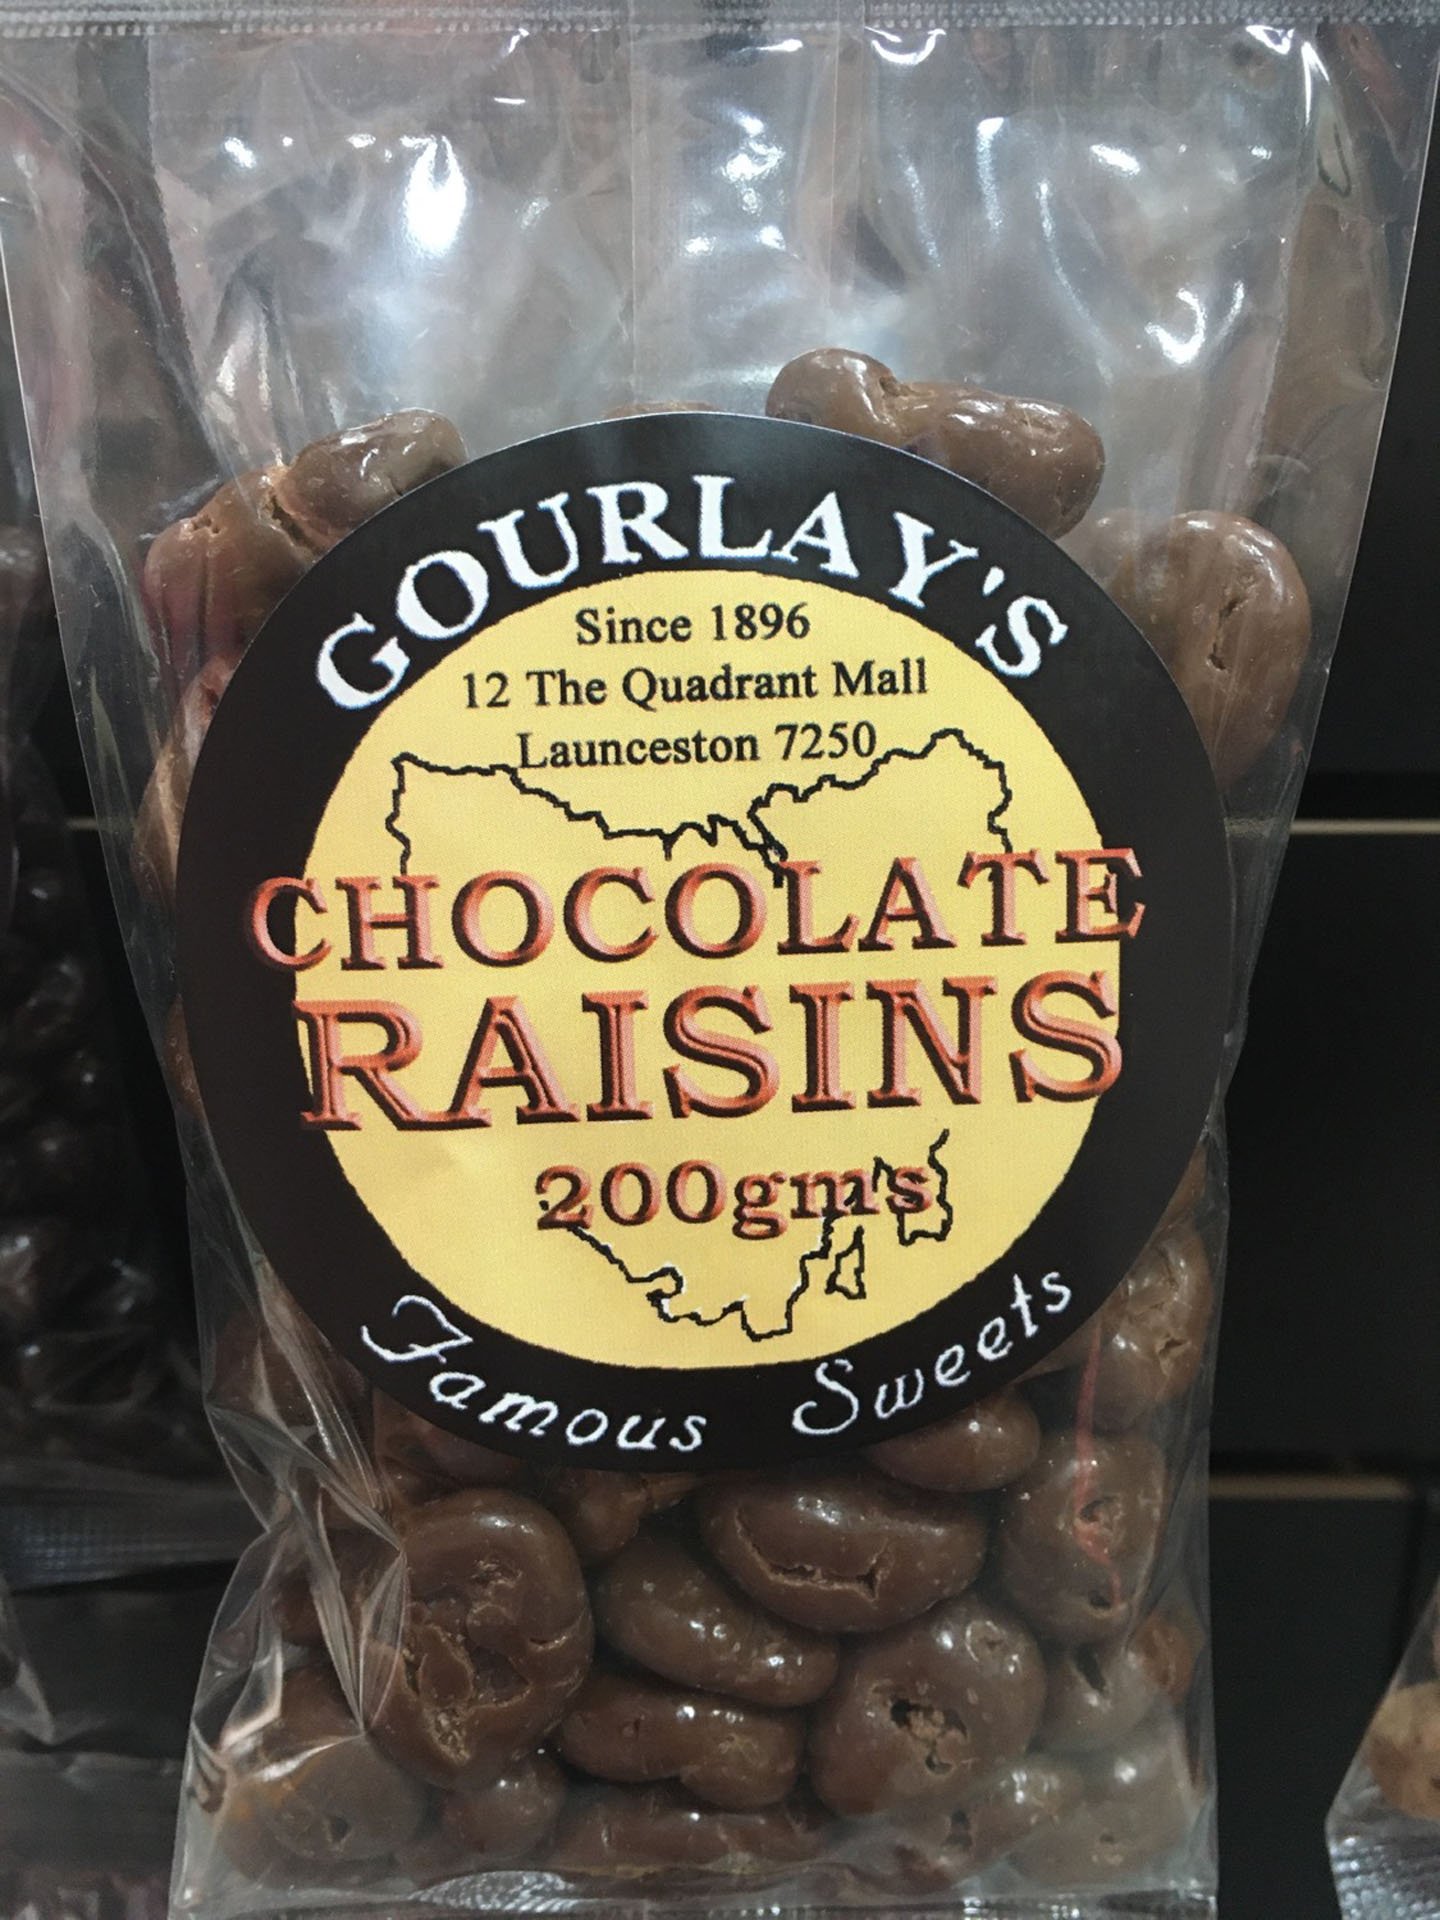 GOURLAY'S
Since 1896
12 The Quadrant Mall
Launceston 7250
CHOCOLATE
RAISINS
200gm's
Famous Sweets